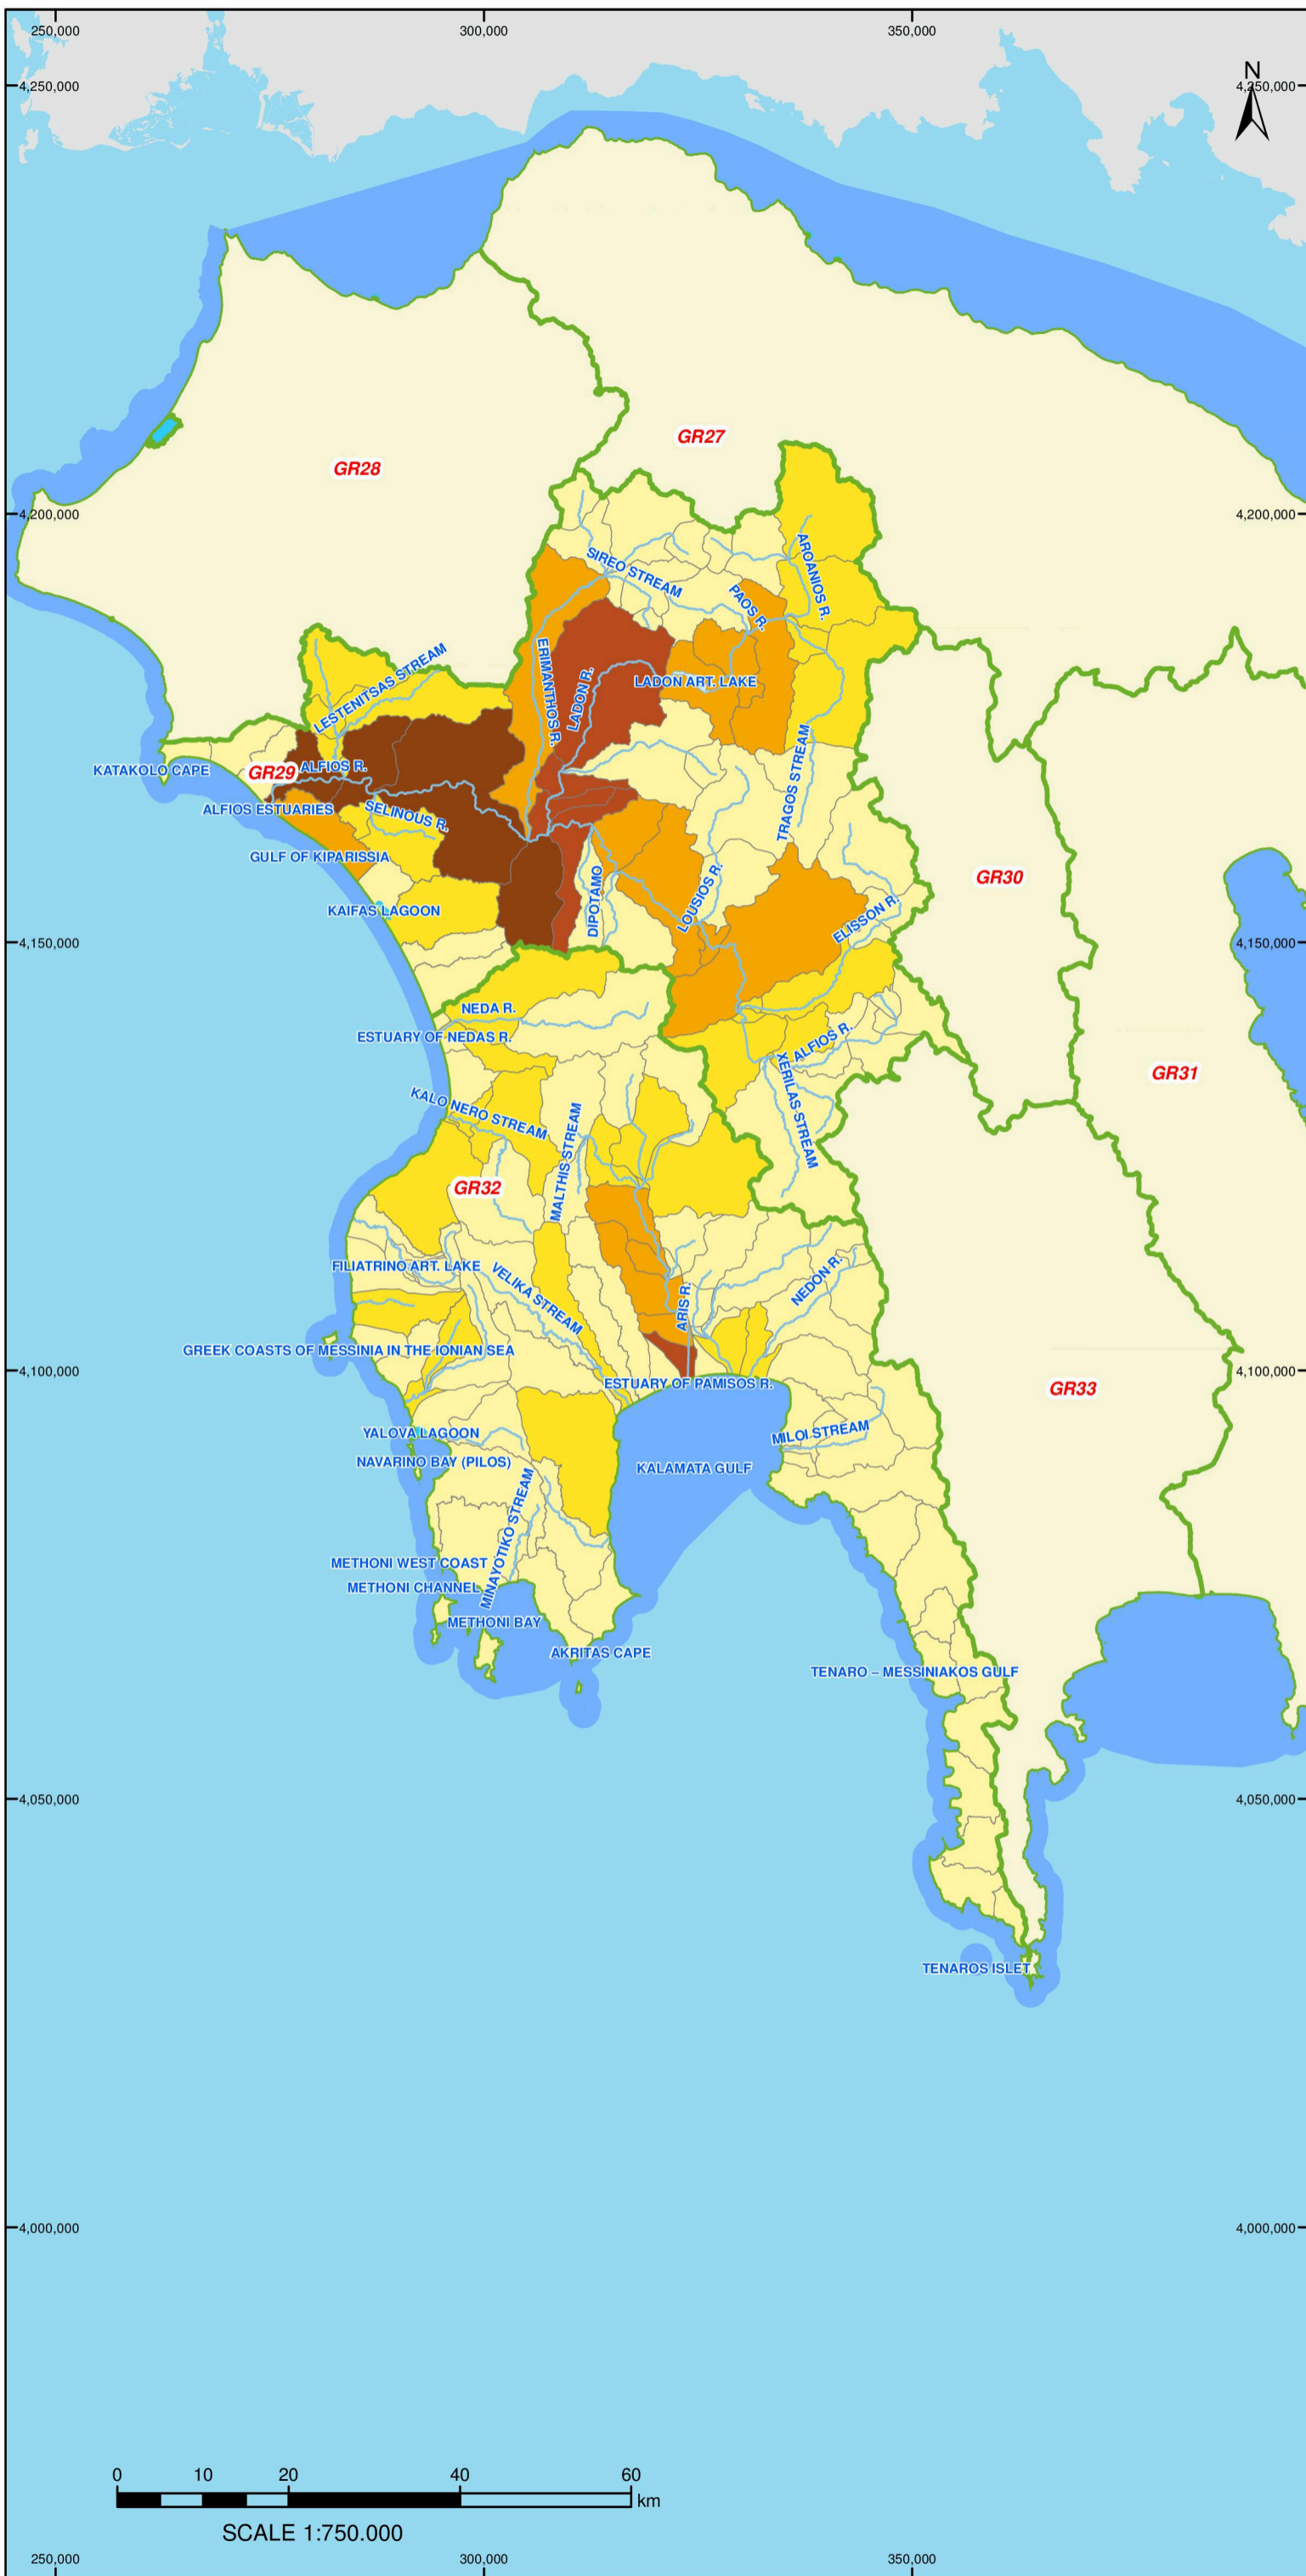 250,000
300,000
350,000
N
4,250,000
4,250,000
GR27
GR28
4,200,000
4,200,000
SIREO STREAM
AROANIOS R.
PAOS R.
ERIMANTHOS R.
LESTENITSAS STREAM
LADON R.
LADON ART. LAKE
TRAGOS STREAM
KATAKOLO CAPE
GR29
ALFIOS R.
ALFIOS ESTUARIES
SELINOUS R.
GULF OF KIPARISSIA
GR30
DIPOTAMO
LOUSIOS R.
KAIFAS LAGOON
ELISSON R.
4,150,000
4,150,000
NEDA R.
ESTUARY OF NEDAS R.
ALFIOS R.
GR31
KALO NERO STREAM
XERILAS STREAM
MALTHIS STREAM
GR32
FILIATRINO ART. LAKE
VELIKA STREAM
NEDON R.
ARIS R.
GREEK COASTS OF MESSINIA IN THE IONIAN SEA
4,100,000
4,100,000
ESTUARY OF PAMISOS R.
GR33
YALOVA LAGOON
MILOI STREAM
NAVARINO BAY (PILOS)
KALAMATA GULF
MINAYOTIKO STREAM
METHONI WEST COAST
METHONI CHANNEL
METHONI BAY
AKRITAS CAPE
TENARO – MESSINIAKOS GULF
4,050,000
4,050,000
TENAROS ISLET
4,000,000
4,000,000
0 10 20 40 60
km
SCALE 1:750.000
250,000
300,000
350,000